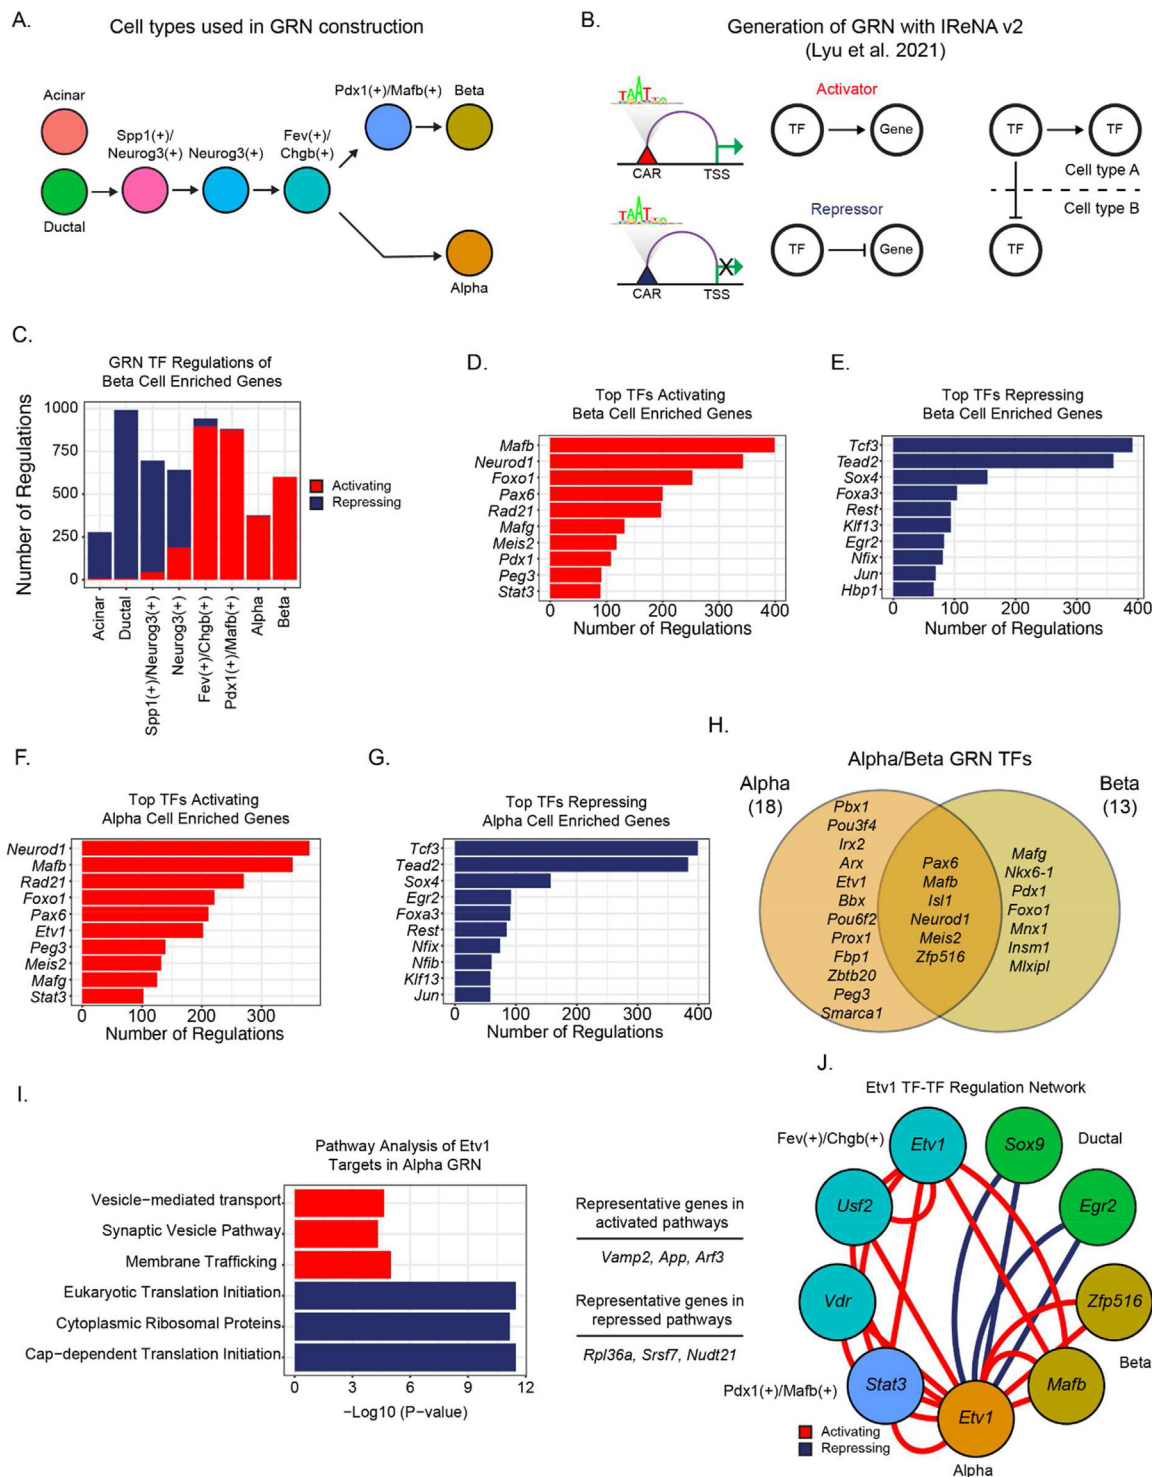 A.
Cell types used in GRN construction
Acinar
Ductal
Spp1(+)/
Neurog3(+)
Neurog3(+)
Fev(+)/
Chgb(+)
Pdx1(+)/Mafb(+)
Beta
Alpha
B.
Generation of GRN with IReNA v2
(Lyu et al. 2021)
Activator
CAR
TSS
TF
Gene
TF
TF
Cell type A
Cell type B
TF
Repressor
CAR
TSS
X
TF
Gene
C.
GRN TF Regulations of
Beta Cell Enriched Genes
Number of Regulations
1000
750
500
250
0
Acinar
Ductal
Spp1(+)/Neurog3(+)
Neurog3(+)
Fev(+)/Chgb(+)
Pdx1(+)/Mafb(+)
Alpha
Beta
Activating
Repressing
D.
Top TFs Activating
Beta Cell Enriched Genes
Mafb
Neurod1
Foxo1
Pax6
Rad21
Mafg
Meis2
Pdx1
Peg3
Stat3
0 100 200 300 400
Number of Regulations
E.
Top TFs Repressing
Beta Cell Enriched Genes
Tcf3
Tead2
Sox4
Foxa3
Rest
Klf13
Egr2
Nfix
Jun
Hbp1
0 100 200 300 400
Number of Regulations
F.
Top TFs Activating
Alpha Cell Enriched Genes
Neurod1
Mafb
Rad21
Foxo1
Pax6
Etv1
Peg3
Meis2
Mafg
Stat3
0 100 200 300
Number of Regulations
G.
Top TFs Repressing
Alpha Cell Enriched Genes
Tcf3
Tead2
Sox4
Egr2
Foxa3
Rest
Nfix
Nfib
Klf13
Jun
0 100 200 300 400
Number of Regulations
H.
Alpha/Beta GRN TFs
Alpha
(18)
Beta
(13)
Pbx1
Pou3f4
Irx2
Arx
Etv1
Bbx
Pou6f2
Prox1
Fbp1
Zbtb20
Peg3
Smarca1
Pax6
Mafb
Isl1
Neurod1
Meis2
Zfp516
Mafg
Nkx6-1
Pdx1
Foxo1
Mnx1
Insm1
Mlxipl
I.
Pathway Analysis of Etv1
Targets in Alpha GRN
Vesicle−mediated transport
Synaptic Vesicle Pathway
Membrane Trafficking
Eukaryotic Translation Initiation
Cytoplasmic Ribosomal Proteins
Cap−dependent Translation Initiation
0 3 6 9 12
−Log10 (P−value)
Representative genes in
activated pathways
Vamp2, App, Arf3
Representative genes in
repressed pathways
Rpl36a, Srsf7, Nudt21
J.
Etv1 TF-TF Regulation Network
Fev(+)/Chgb(+)
Etv1
Sox9
Ductal
Usf2
Egr2
Vdr
Zfp516
Beta
Pdx1(+)/Mafb(+)
Stat3
Mafb
Etv1
Activating
Repressing
Alpha